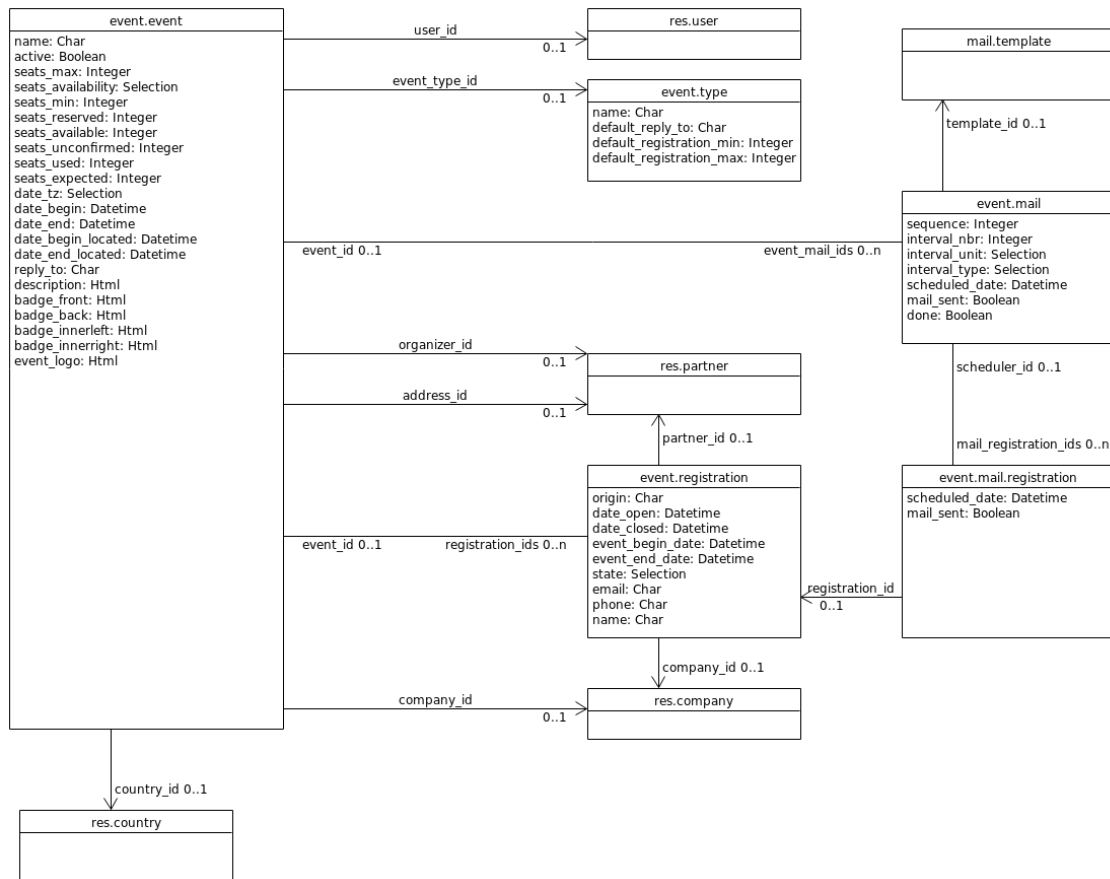 event.event
name: Char
active: Boolean
seats_max: Integer
seats_availability: Selection
seats_min: Integer
seats_reserved: Integer
seats_available: Integer
seats_unconfirmed: Integer
seats_used: Integer
seats_expected: Integer
date_tz: Selection
date_begin: Datetime
date_end: Datetime
date_begin_located: Datetime
date_end_located: Datetime
reply_to: Char
description: Html
badge_front: Html
badge_back: Html
badge_innerleft: Html
badge_innerright: Html
event_logo: Html
user_id
0..1
res.user
event_type_id
0..1
event.type
name: Char
default_reply_to: Char
default_registration_min: Integer
default_registration_max: Integer
mail.template
template_id 0..1
event.mail
sequence: Integer
interval_nbr: Integer
interval_unit: Selection
interval_type: Selection
scheduled_date: Datetime
mail_sent: Boolean
done: Boolean
event_id 0..1
event_mail_ids 0..n
organizer_id
0..1
res.partner
address_id
0..1
scheduler_id 0..1
mail_registration_ids 0..n
partner_id 0..1
event.registration
origin: Char
date_open: Datetime
date_closed: Datetime
event_begin_date: Datetime
event_end_date: Datetime
state: Selection
email: Char
phone: Char
name: Char
event.mail.registration
scheduled_date: Datetime
mail_sent: Boolean
event_id 0..1
registration_ids 0..n
registration_id
0..1
company_id 0..1
company_id
0..1
res.company
country_id 0..1
res.country